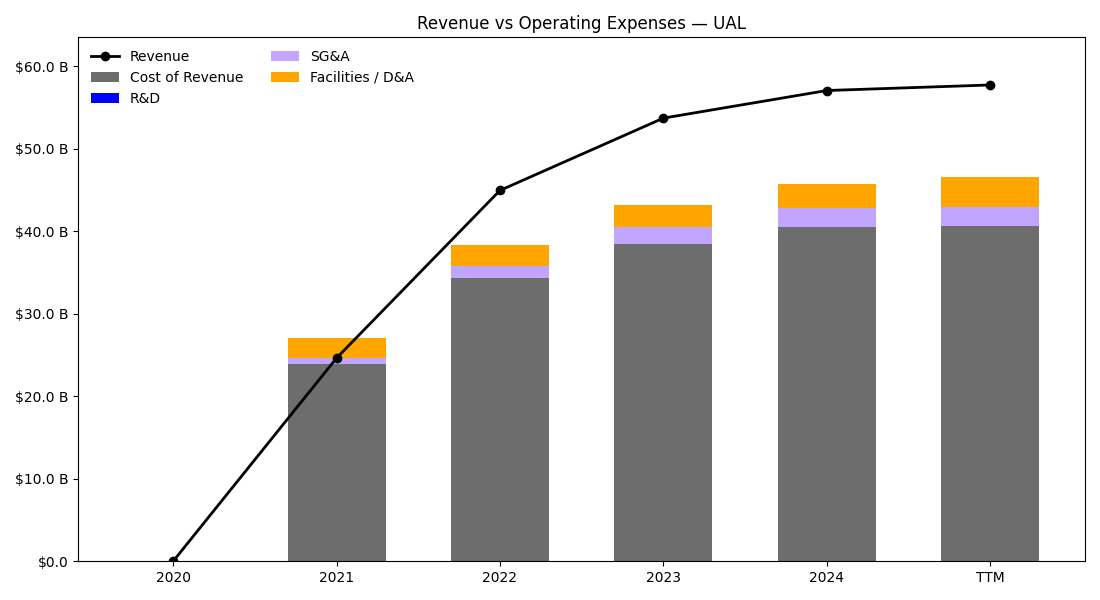 Revenue vs Operating Expenses — UAL
Revenue
Cost of Revenue
R&D
SG&A
Facilities / D&A
$60.0 B
$50.0 B
$40.0 B
$30.0 B
$20.0 B
$10.0 B
$0.0
2020 2021 2022 2023 2024 TTM